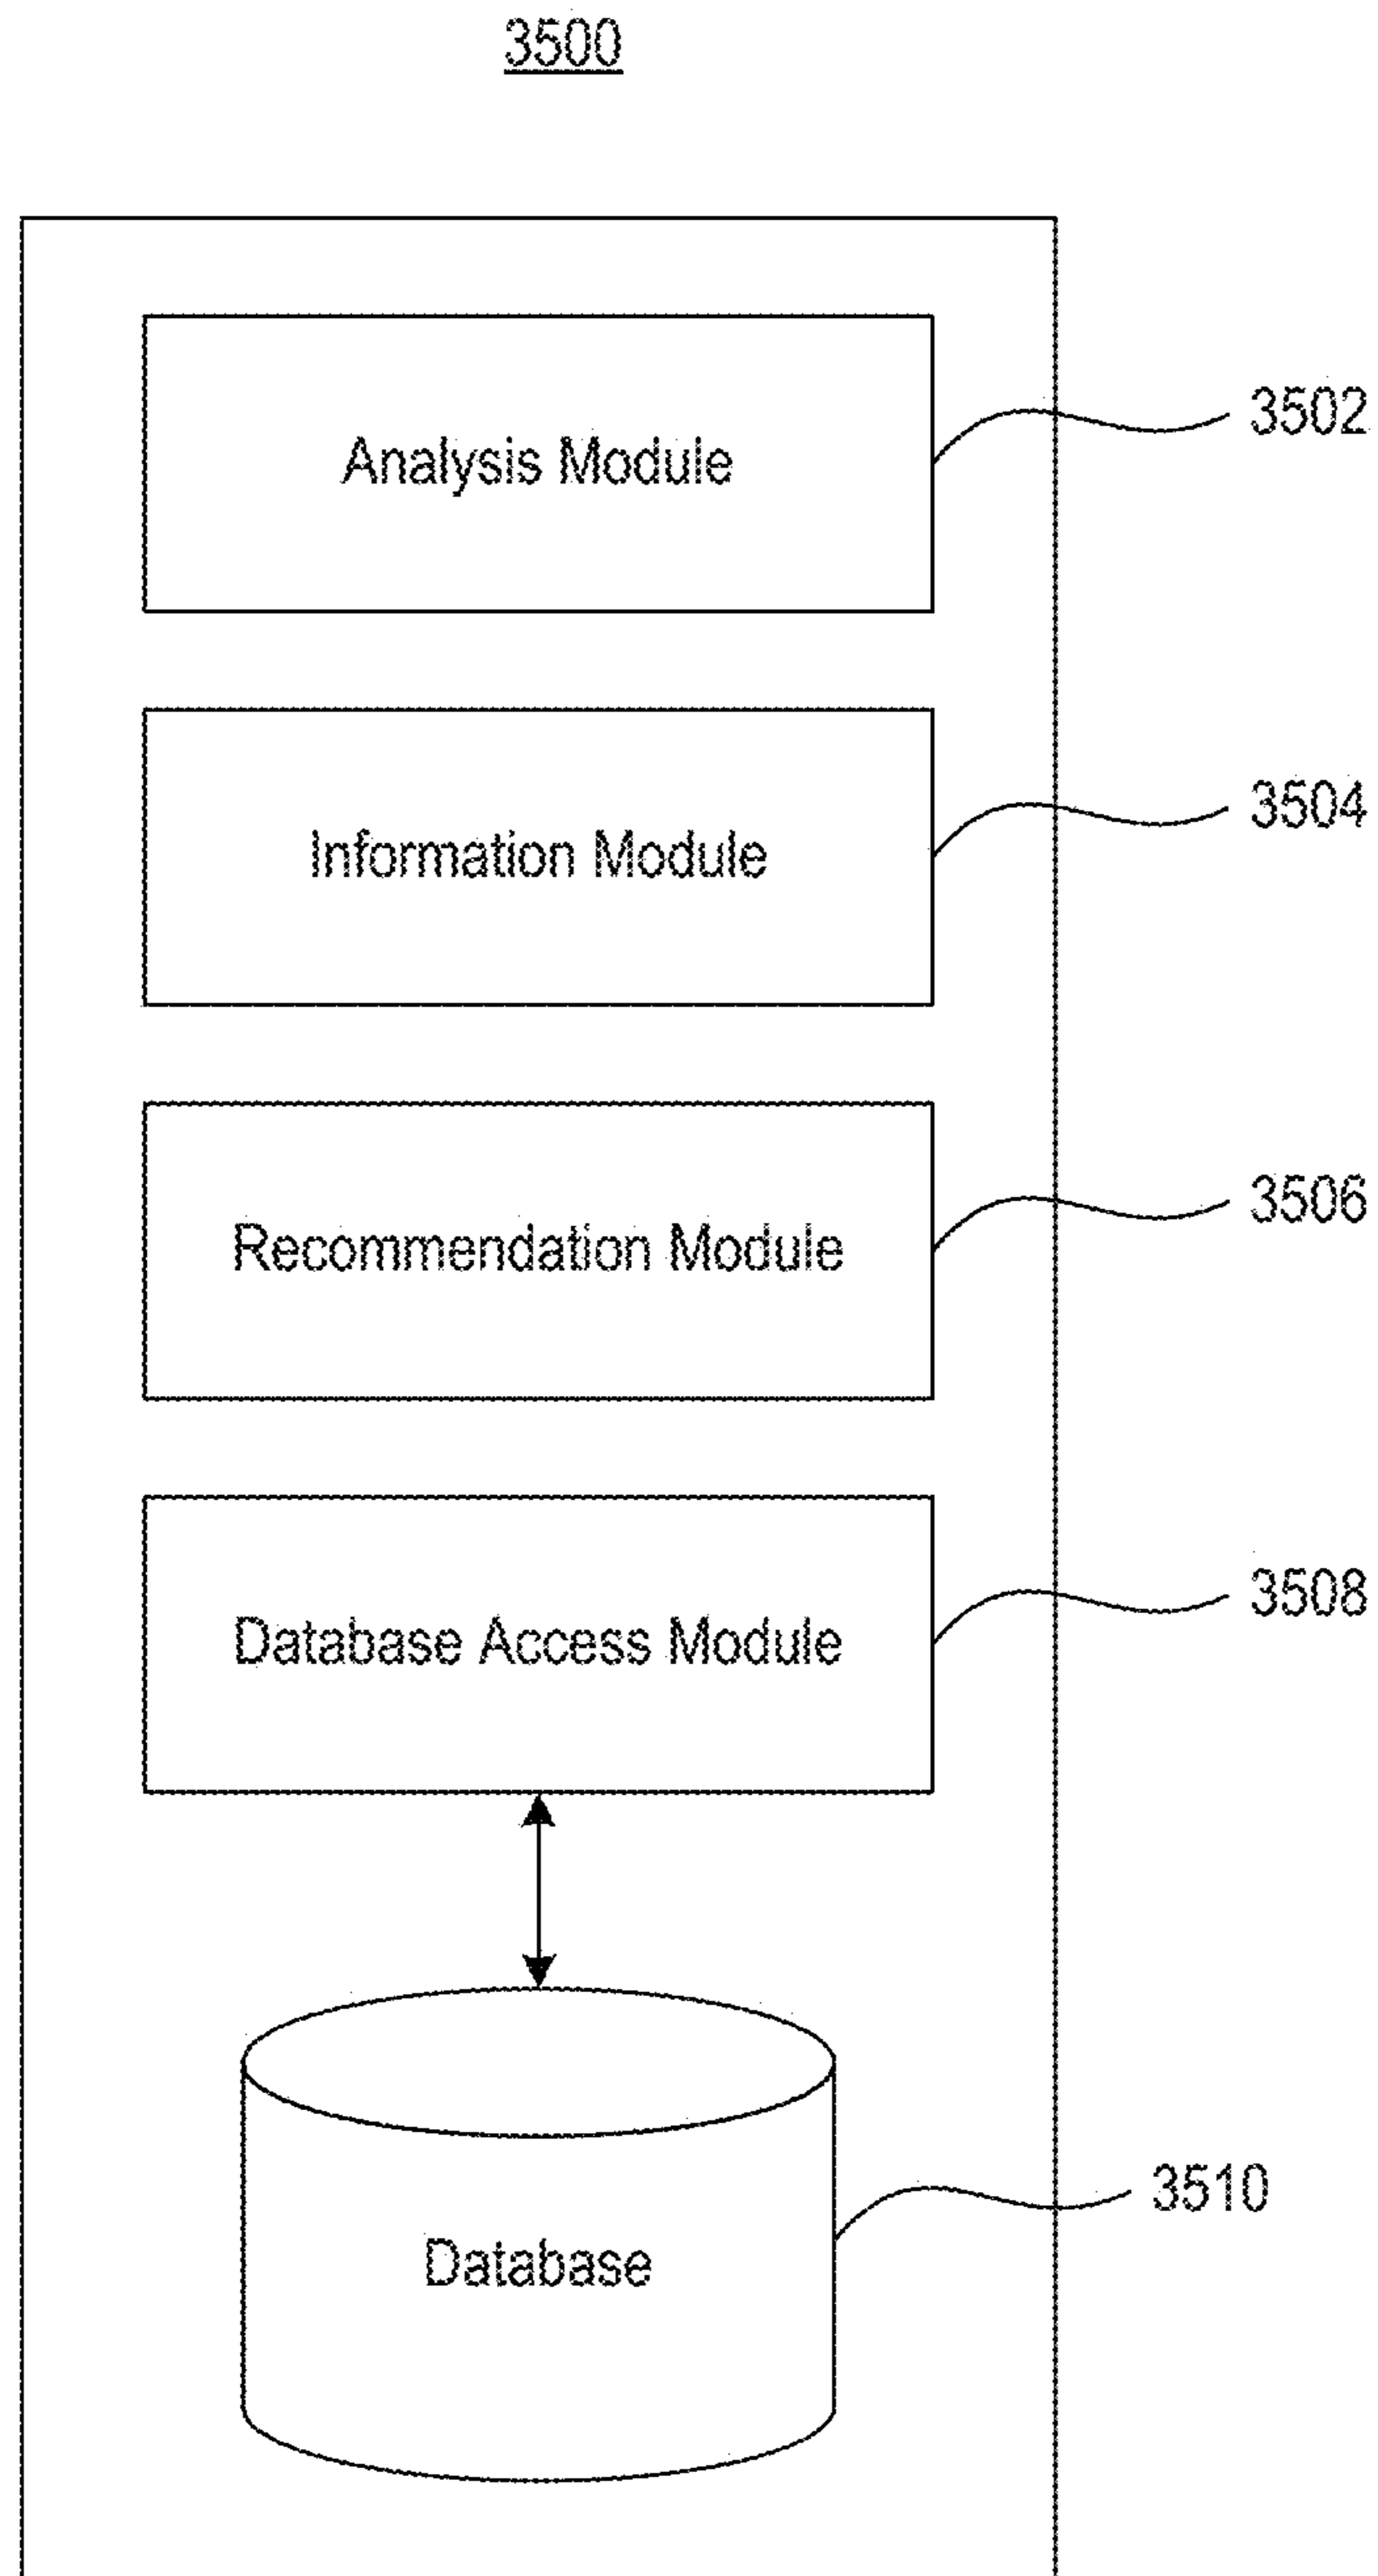 3500
Analysis Module
3502
Information Module
3504
Recommendation Module
3506
Database Access Module
3508
Database
3510